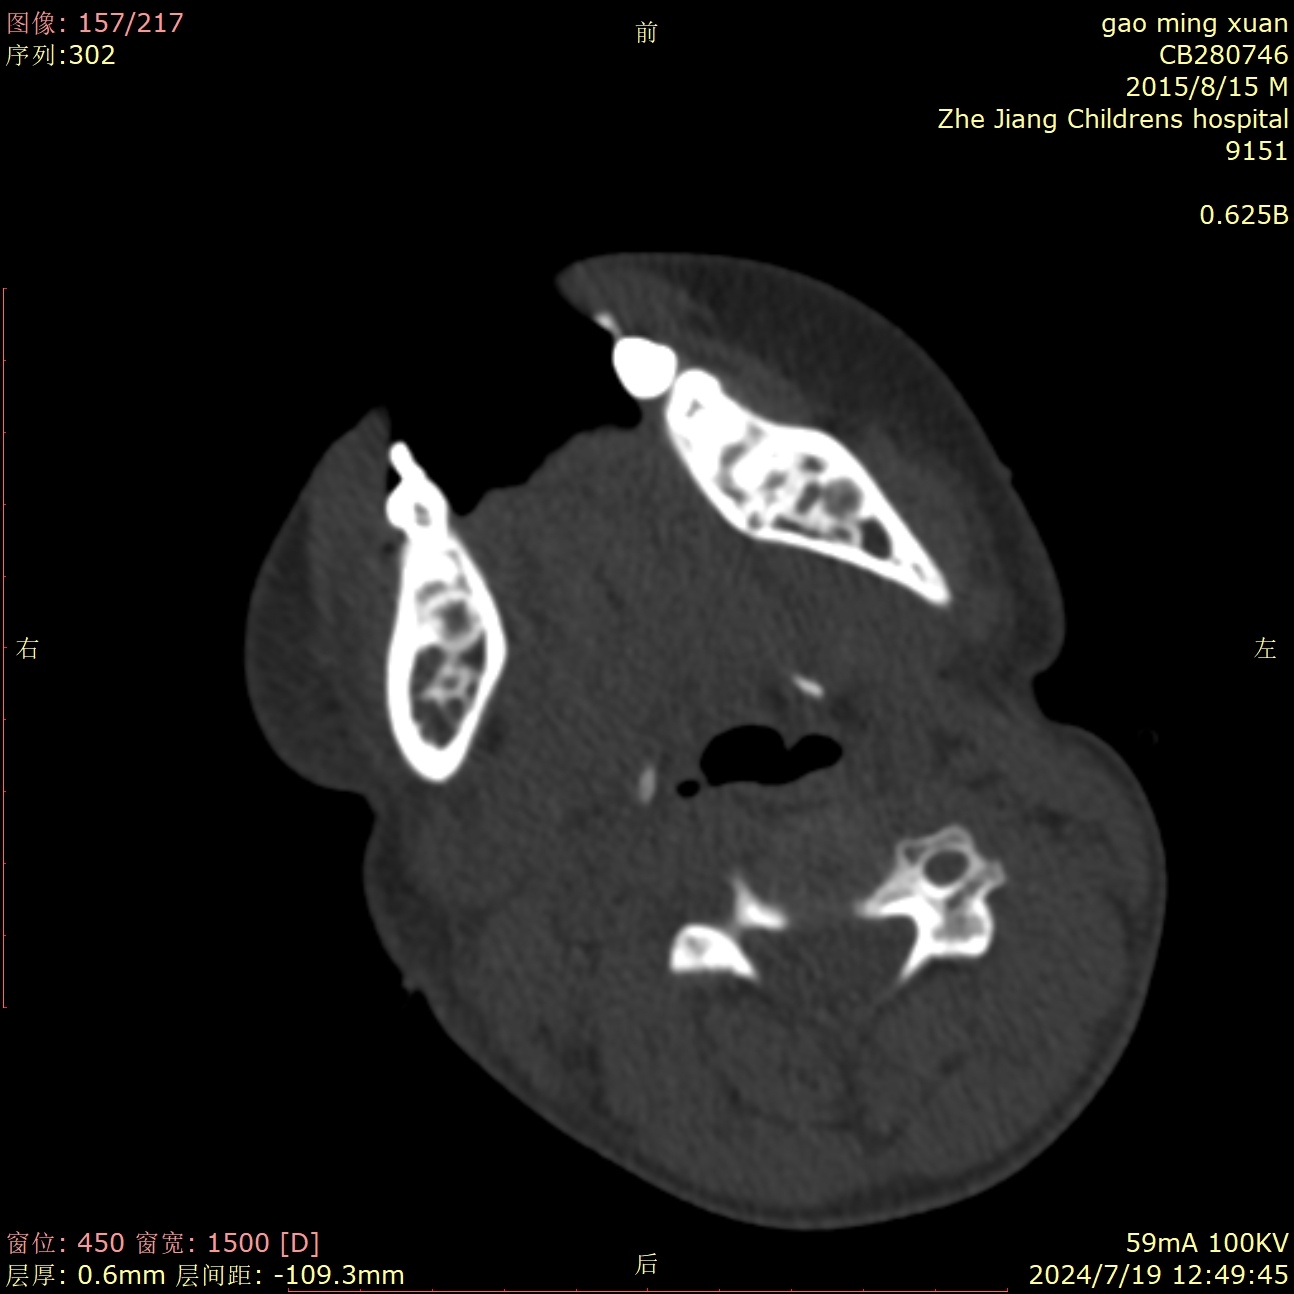 图像: 157/217
序列:302
前
gao ming xuan
CB280746
2015/8/15 M
Zhe Jiang Childrens hospital
9151
0.625B
右
左
窗位: 450 窗宽: 1500 [D]
层厚: 0.6mm 层间距: -109.3mm
后
59mA 100KV
2024/7/19 12:49:45